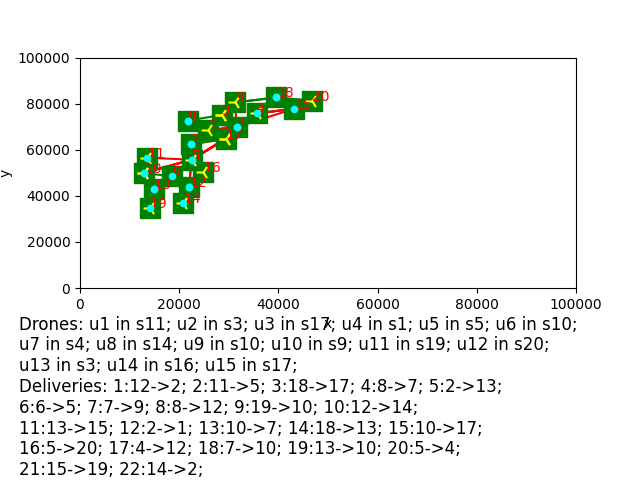 100000
80000
60000
40000
20000
0
y
0 20000 40000 60000 80000 100000
x
Drones: u1 in s11; u2 in s3; u3 in s17; u4 in s1; u5 in s5; u6 in s10;
u7 in s4; u8 in s14; u9 in s10; u10 in s9; u11 in s19; u12 in s20;
u13 in s3; u14 in s16; u15 in s17;
Deliveries: 1:12->2; 2:11->5; 3:18->17; 4:8->7; 5:2->13;
6:6->5; 7:7->9; 8:8->12; 9:19->10; 10:12->14;
11:13->15; 12:2->1; 13:10->7; 14:18->13; 15:10->17;
16:5->20; 17:4->12; 18:7->10; 19:13->10; 20:5->4;
21:15->19; 22:14->2;